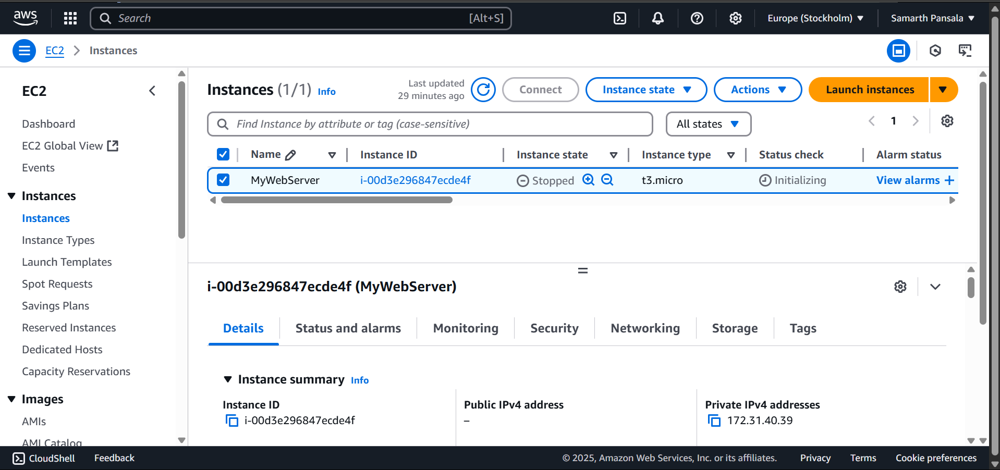 aws
Search [Alt+S]
Europe (Stockholm)
Samarth Pansala
EC2 Instances
EC2
Dashboard
EC2 Global View
Events
Instances
Instances
Instance Types
Launch Templates
Spot Requests
Savings Plans
Reserved Instances
Dedicated Hosts
Capacity Reservations
Images
AMIs
AMI Catalog
Instances (1/1) Info
Last updated
29 minutes ago
Connect
Instance state
Actions
Launch instances
Find Instance by attribute or tag (case-sensitive)
All states
1
Name Instance ID Instance state Instance type Status check Alarm status
MyWebServer i-00d3e296847ecde4f Stopped t3.micro Initializing View alarms +
i-00d3e296847ecde4f (MyWebServer)
Details Status and alarms Monitoring Security Networking Storage Tags
Instance summary Info
Instance ID
i-00d3e296847ecde4f
Public IPv4 address
–
Private IPv4 addresses
172.31.40.39
CloudShell Feedback © 2025, Amazon Web Services, Inc. or its affiliates. Privacy Terms Cookie preferences